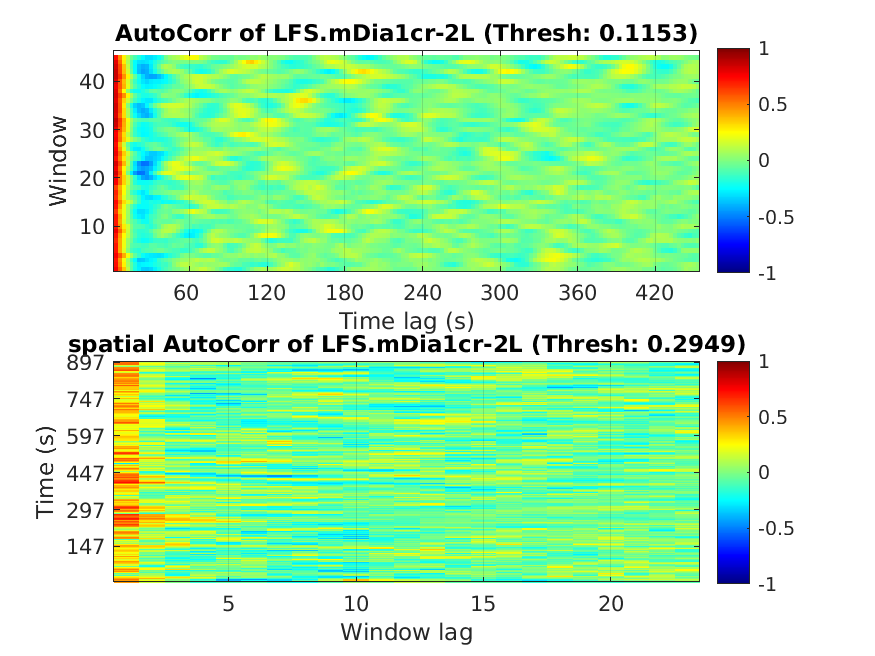 AutoCorr of LFS.mDia1cr-2L (Thresh: 0.1153)
1
0.5
0
-0.5
-1
40
30
20
10
Window
60 120 180 240 300 360 420
Time lag (s)
spatial AutoCorr of LFS.mDia1cr-2L (Thresh: 0.2949)
897
747
597
447
297
147
Time (s)
1
0.5
0
-0.5
-1
5 10 15 20
Window lag